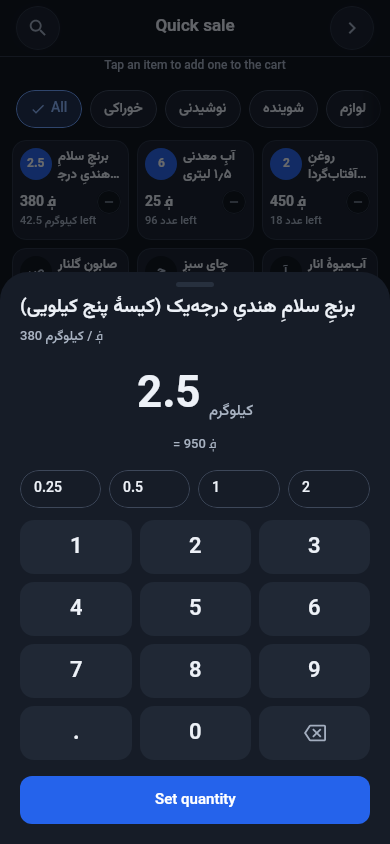 Quick sale
Tap an item to add one to the cart
All
خوراکی
نوشیدنی
شوینده
لوازم
2.5
برنجِ سلامِ
هندیِ درج…
380 ؋
42.5 کیلوگرم left
6
آبِ معدنی
۱٫۵ لیتری
25 ؋
96 عدد left
2
روغنِ
آفتاب‌گردا…
450 ؋
18 عدد left
صابون گلنار
چای سبز
آب‌میوهٔ انار
برنجِ سلامِ هندیِ درجه‌یک (کیسهٔ پنج کیلویی)
380 ؋ / کیلوگرم
2.5 کیلوگرم
= 950 ؋
0.25
0.5
1
2
1
2
3
4
5
6
7
8
9
.
0
Set quantity